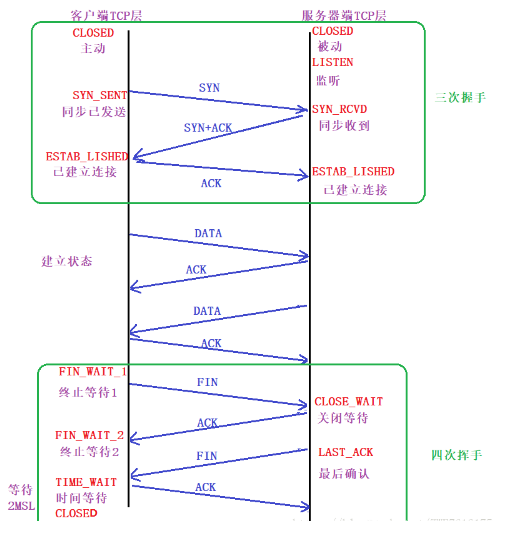 客户端TCP层
服务器端TCP层
CLOSED
主动
CLOSED
被动
LISTEN
监听
SYN
SYN_SENT
同步已发送
三次握手
SYN_RCVD
同步收到
SYN+ACK
ESTAB_LISHED
已建立连接
ACK
ESTAB_LISHED
已建立连接
DATA
建立状态
ACK
DATA
ACK
FIN_WAIT_1
终止等待1
FIN
CLOSE_WAIT
关闭等待
ACK
FIN_WAIT_2
终止等待2
FIN
LAST_ACK
最后确认
四次挥手
TIME_WAIT
时间等待
ACK
等待
2MSL
CLOSED